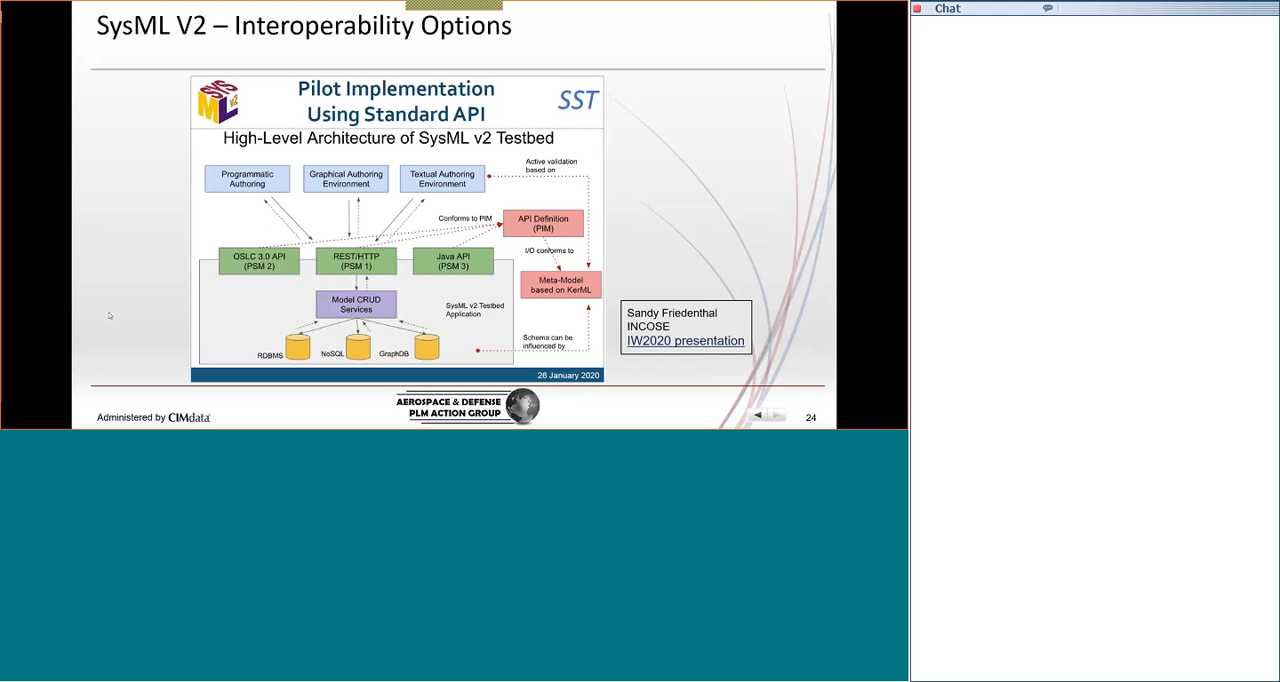 Chat
SysML V2 – Interoperability Options
SYS
ML
v2
Pilot Implementation
Using Standard API
SST
High-Level Architecture of SysML v2 Testbed
Programmatic
Authoring
Graphical Authoring
Environment
Textual Authoring
Environment
Active validation
based on
Conforms to PIM
API Definition
(PIM)
I/O conforms to
OSLC 3.0 API
(PSM 2)
REST/HTTP
(PSM 1)
Java API
(PSM 3)
Meta-Model
based on KerML
Model CRUD
Services
SysML v2 Testbed
Application
Schema can be
influenced by
RDBMS
NoSQL
GraphDB
26 January 2020
Sandy Friedenthal
INCOSE
IW2020 presentation
Administered by CIMdata
AEROSPACE & DEFENSE
PLM ACTION GROUP
24